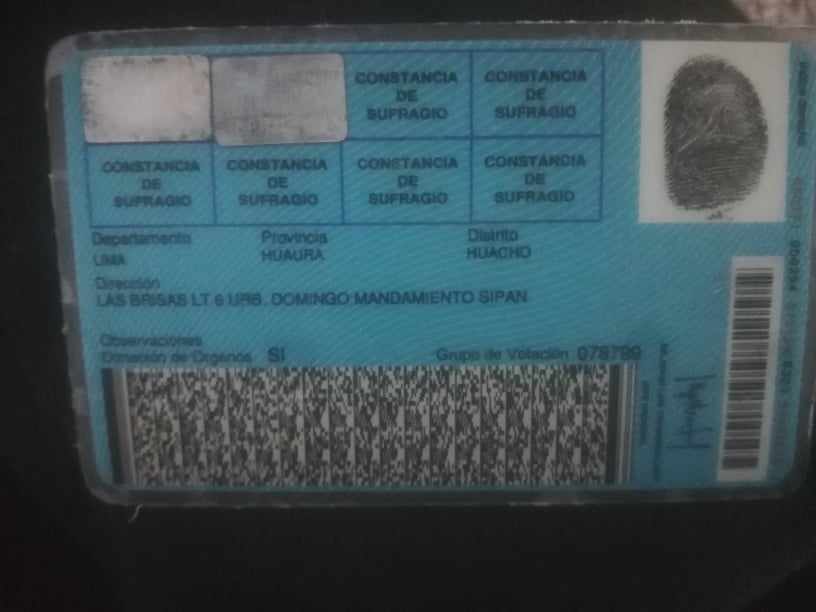 CONSTANCIA DE SUFRAGIO
CONSTANCIA DE SUFRAGIO
CONSTANCIA DE SUFRAGIO
CONSTANCIA DE SUFRAGIO
CONSTANCIA DE SUFRAGIO
CONSTANCIA DE SUFRAGIO
Departamento Provincia Distrito
LIMA HUAURA HUACHO
Dirección
LAS BRISAS LT 6 URB. DOMINGO MANDAMIENTO SIPAN
Observaciones
Donación de Organos SI Grupo de Votación 078799